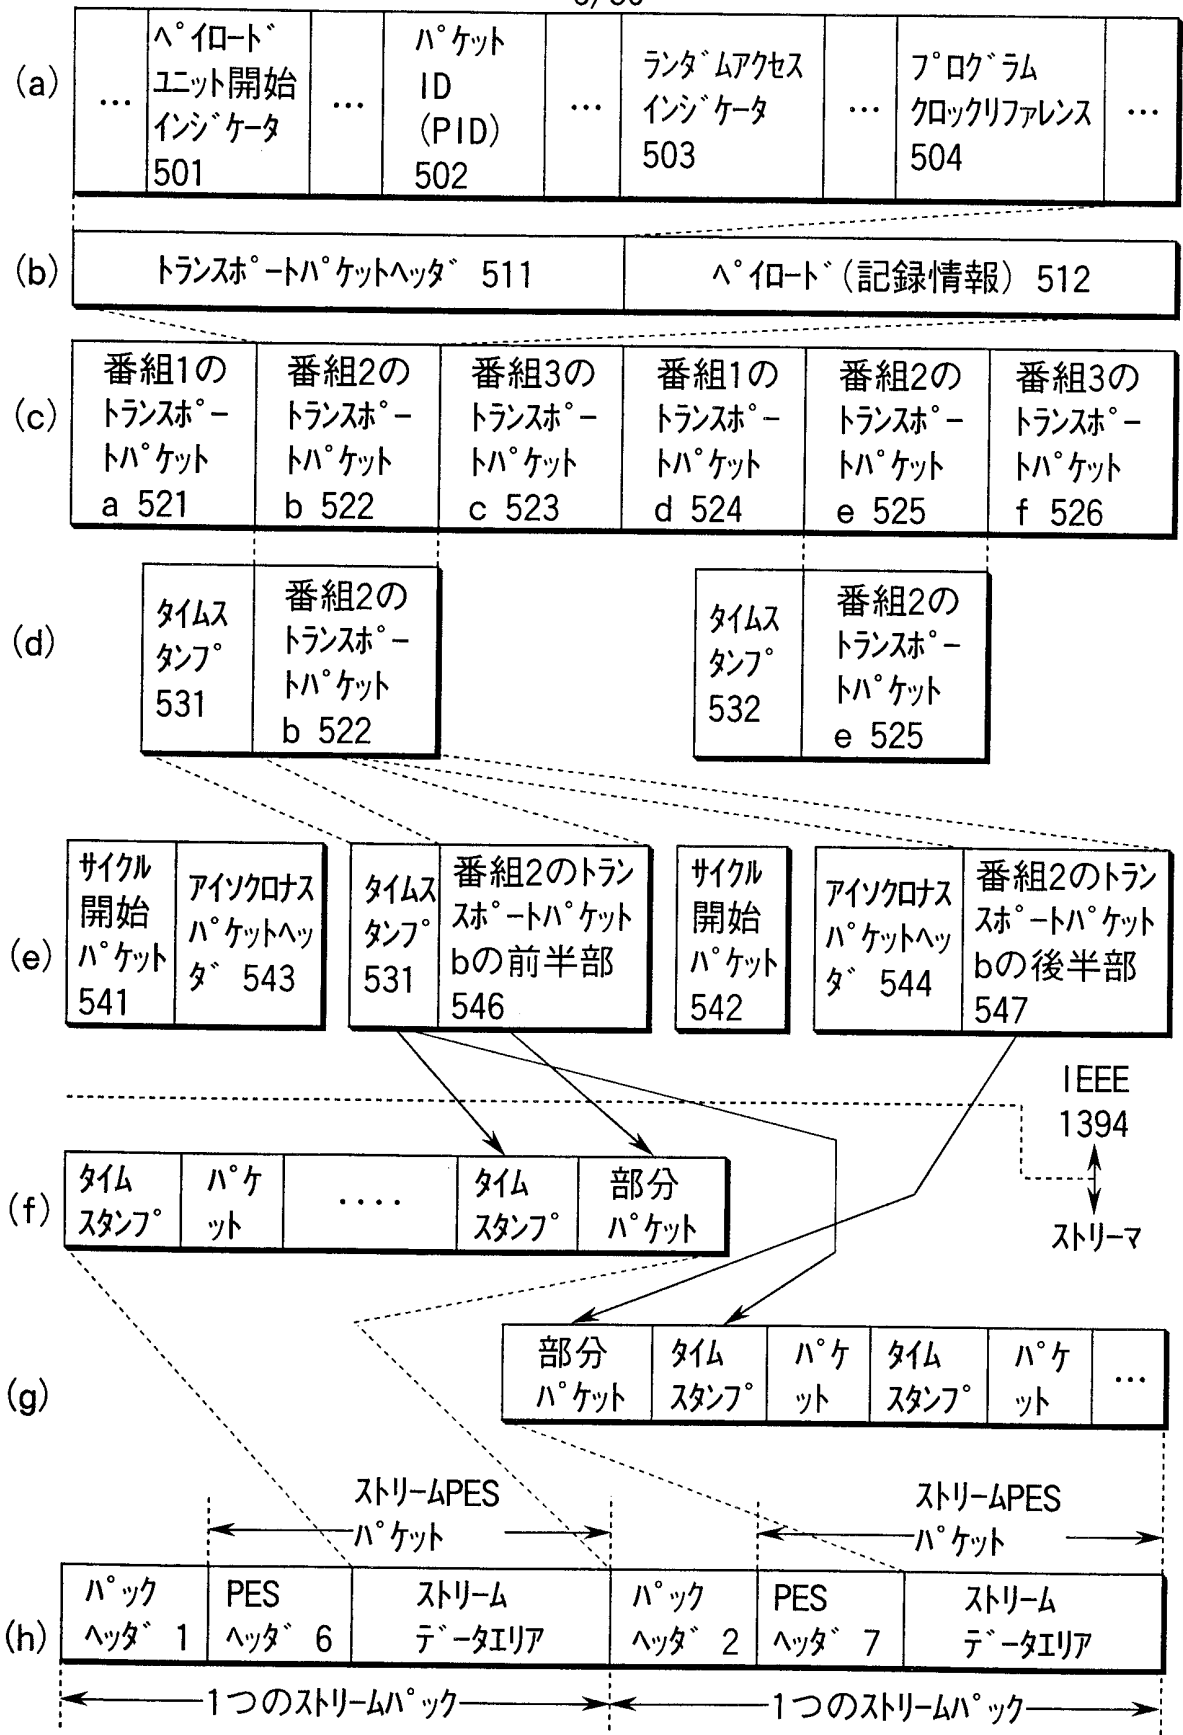 (a)
…
ペイロード
ユニット開始
インジケータ
501
…
パケット
ID
(PID)
502
…
ランダムアクセス
インジケータ
503
…
プログラム
クロックリファレンス
504
…
(b)
トランスポートパケットヘッダ 511
ペイロード(記録情報) 512
(c)
番組1の
トランスポー
トパケット
a 521
番組2の
トランスポー
トパケット
b 522
番組3の
トランスポー
トパケット
c 523
番組1の
トランスポー
トパケット
d 524
番組2の
トランスポー
トパケット
e 525
番組3の
トランスポー
トパケット
f 526
(d)
タイムス
タンプ
531
番組2の
トランスポー
トパケット
b 522
タイムス
タンプ
532
番組2の
トランスポー
トパケット
e 525
(e)
サイクル
開始
パケット
541
アイソクロナス
パケットヘッ
ダ 543
タイムス
タンプ
531
番組2のトラン
スポートパケット
bの前半部
546
サイクル
開始
パケット
542
アイソクロナス
パケットヘッ
ダ 544
番組2のトラン
スポートパケット
bの後半部
547
IEEE
1394
ストリーマ
(f)
タイム
スタンプ
パケ
ット
‥‥
タイム
スタンプ
部分
パケット
(g)
部分
パケット
タイム
スタンプ
パケ
ット
タイム
スタンプ
パケ
ット
…
ストリームPES
パケット
ストリームPES
パケット
(h)
パック
ヘッダ 1
PES
ヘッダ 6
ストリーム
データエリア
パック
ヘッダ 2
PES
ヘッダ 7
ストリーム
データエリア
1つのストリームパック
1つのストリームパック